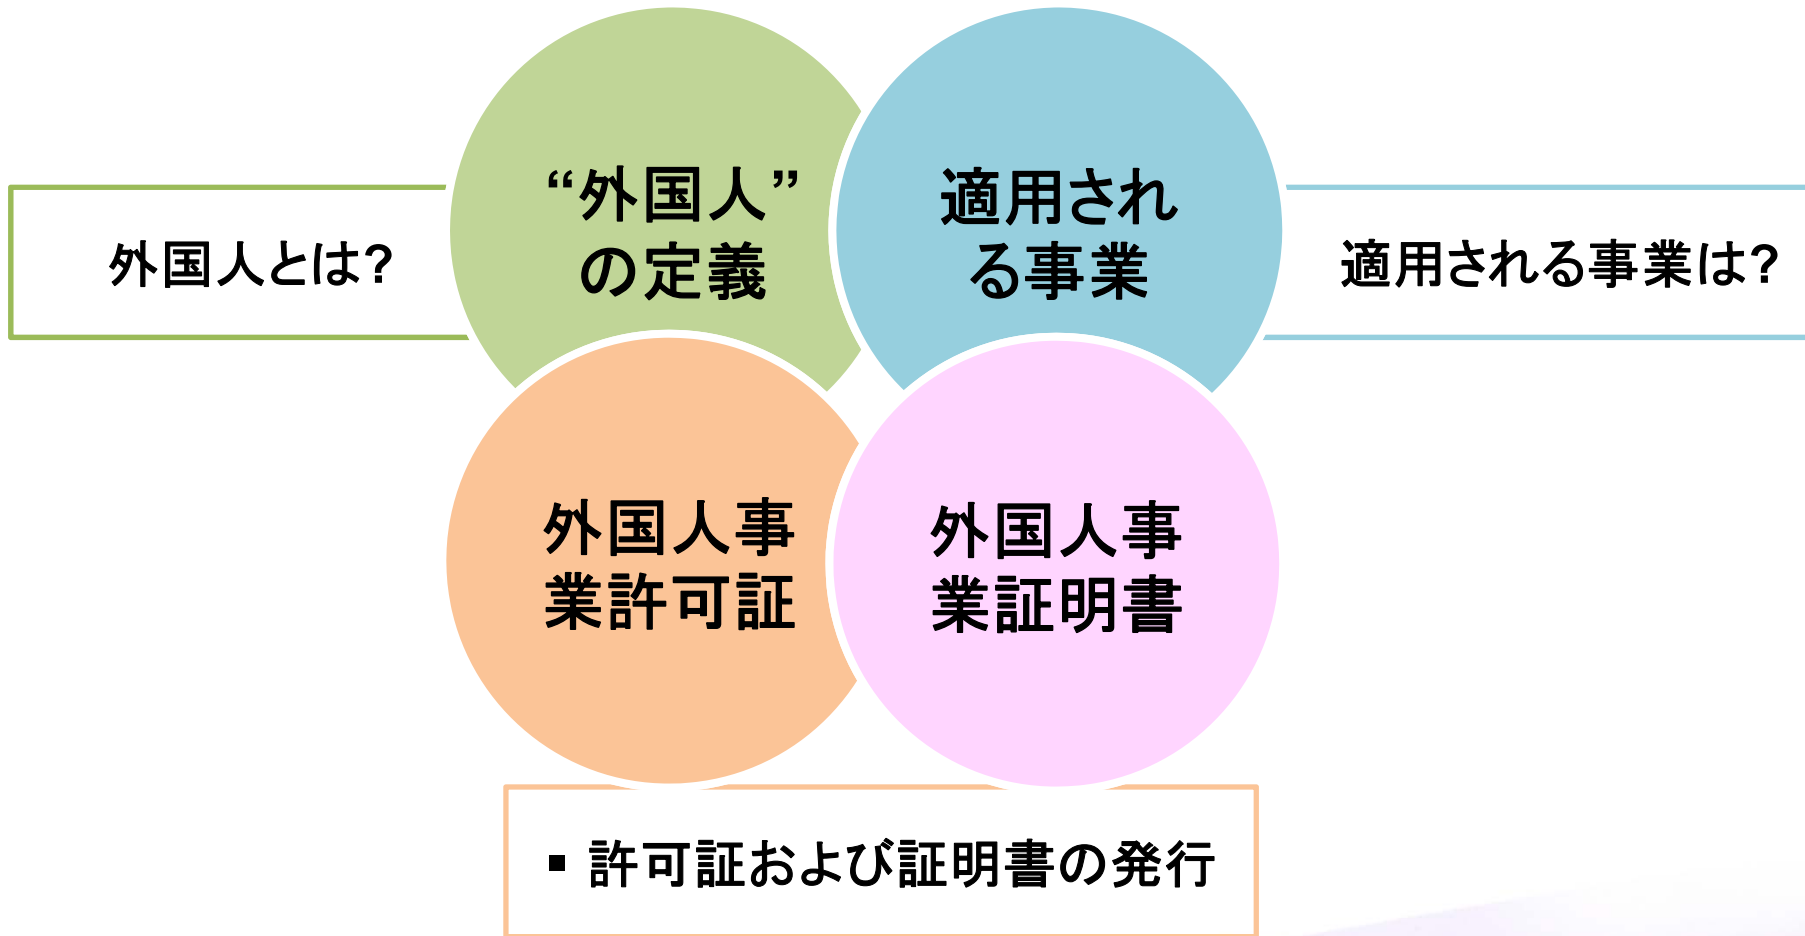 “外国人”
の定義
適用され
る事業
外国人とは?
適用される事業は?
外国人事
業許可証
外国人事
業証明書
▪ 許可証および証明書の発行